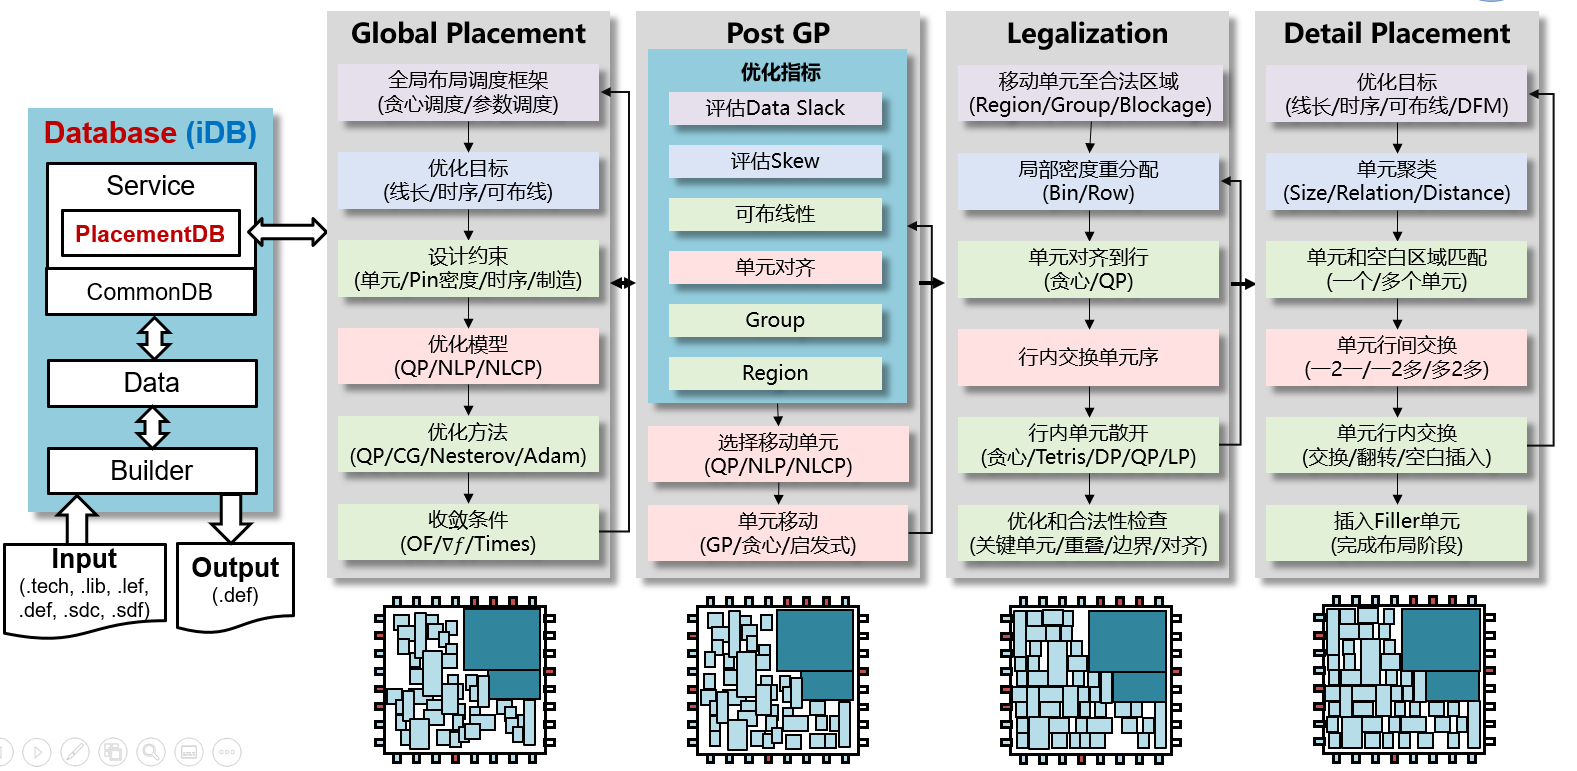 Database (iDB)
Service
PlacementDB
CommonDB
Data
Builder
Input
(.tech, .lib, .lef,
.def, .sdc, .sdf)
Output
(.def)
Global Placement
全局布局调度框架
(贪心调度/参数调度)
优化目标
(线长/时序/可布线)
设计约束
(单元/Pin密度/时序/制造)
优化模型
(QP/NLP/NLCP)
优化方法
(QP/CG/Nesterov/Adam)
收敛条件
(OF/∇f/Times)
Post GP
优化指标
评估Data Slack
评估Skew
可布线性
单元对齐
Group
Region
选择移动单元
(QP/NLP/NLCP)
单元移动
(GP/贪心/启发式)
Legalization
移动单元至合法区域
(Region/Group/Blockage)
局部密度重分配
(Bin/Row)
单元对齐到行
(贪心/QP)
行内交换单元序
行内单元散开
(贪心/Tetris/DP/QP/LP)
优化和合法性检查
(关键单元/重叠/边界/对齐)
Detail Placement
优化目标
(线长/时序/可布线/DFM)
单元聚类
(Size/Relation/Distance)
单元和空白区域匹配
(一个/多个单元)
单元行间交换
(一2一/一2多/多2多)
单元行内交换
(交换/翻转/空白插入)
插入Filler单元
(完成布局阶段)